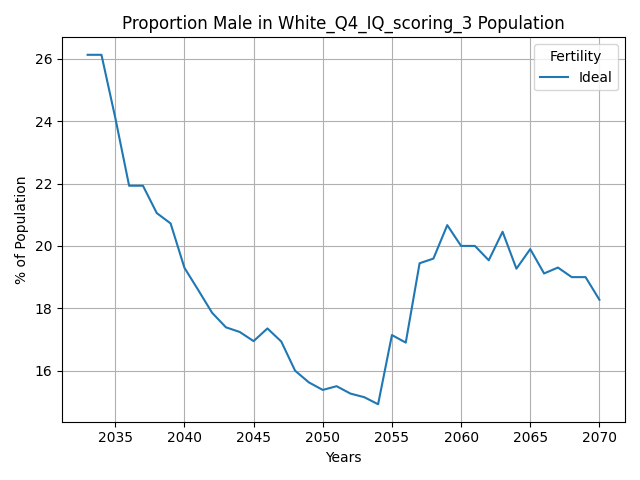 Proportion Male in White_Q4_IQ_scoring_3 Population
Fertility
Ideal
% of Population
26
24
22
20
18
16
2035 2040 2045 2050 2055 2060 2065 2070
Years